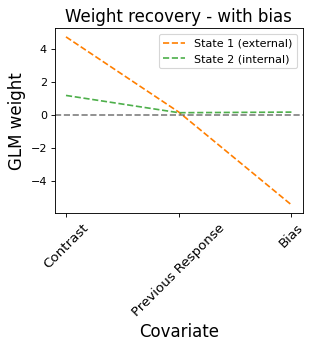 Weight recovery - with bias
State 1 (external)
State 2 (internal)
GLM weight
4
2
0
−2
−4
Contrast
Previous Response
Bias
Covariate